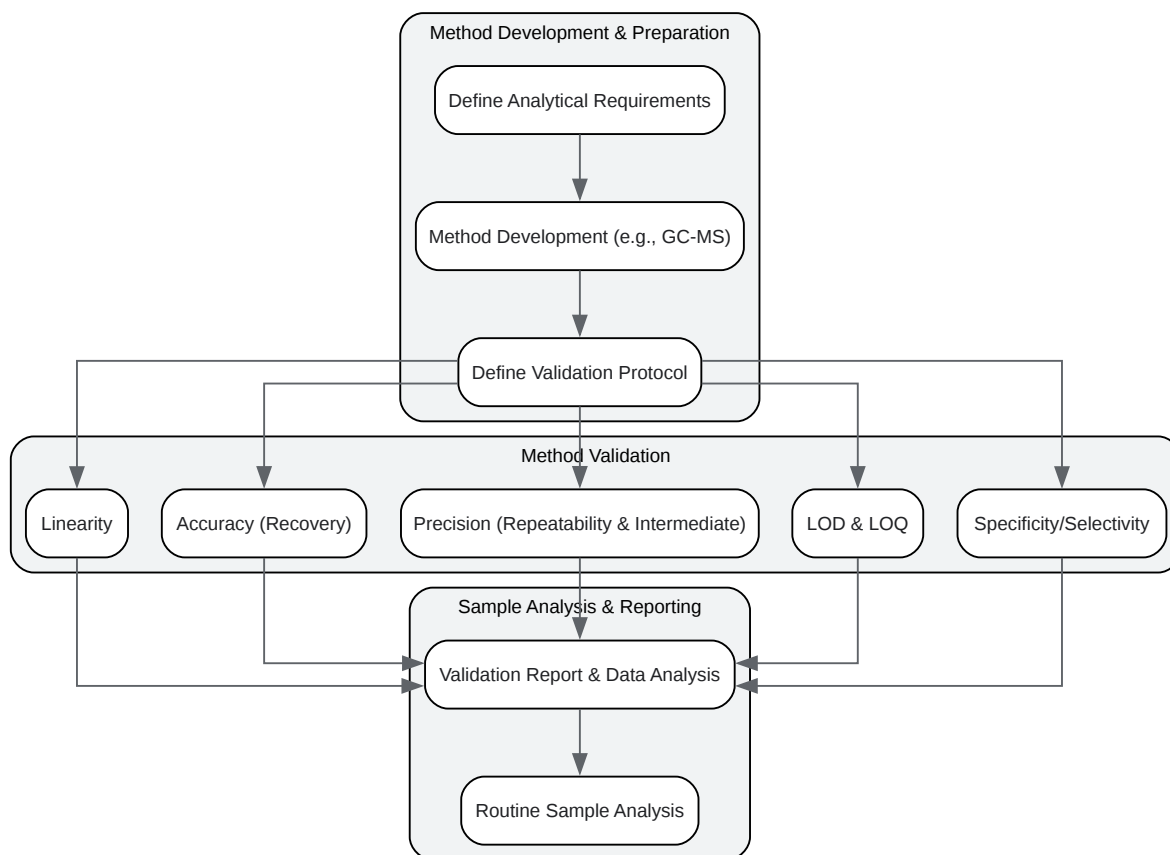 Method Development & Preparation
Define Analytical Requirements
Method Development (e.g., GC-MS)
Define Validation Protocol
Method Validation
Linearity
Accuracy (Recovery)
Precision (Repeatability & Intermediate)
LOD & LOQ
Specificity/Selectivity
Sample Analysis & Reporting
Validation Report & Data Analysis
Routine Sample Analysis